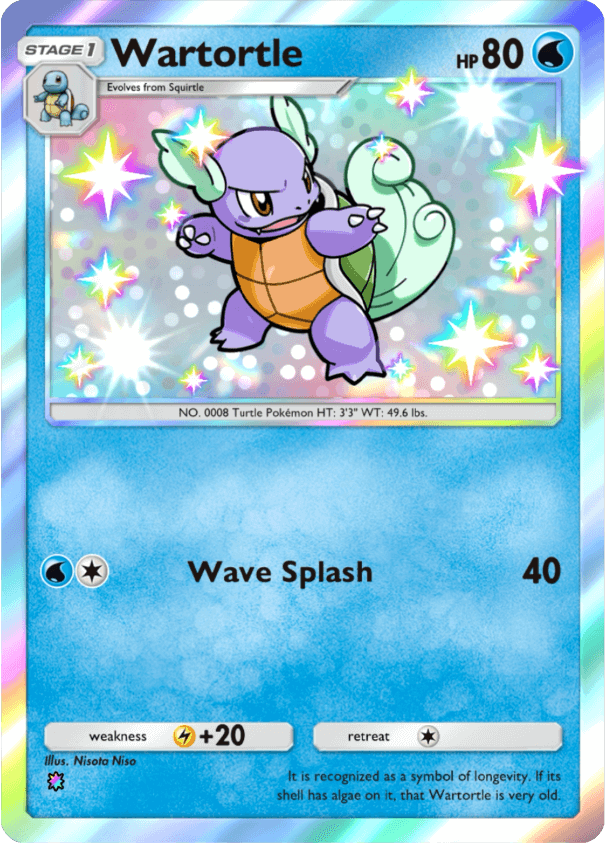 STAGE 1
Wartortle
HP 80
Evolves from Squirtle
NO. 0008 Turtle Pokémon HT: 3'3" WT: 49.6 lbs.
Wave Splash 40
weakness +20 retreat
Illus. Nisota Niso
It is recognized as a symbol of longevity. If its
shell has algae on it, that Wartortle is very old.